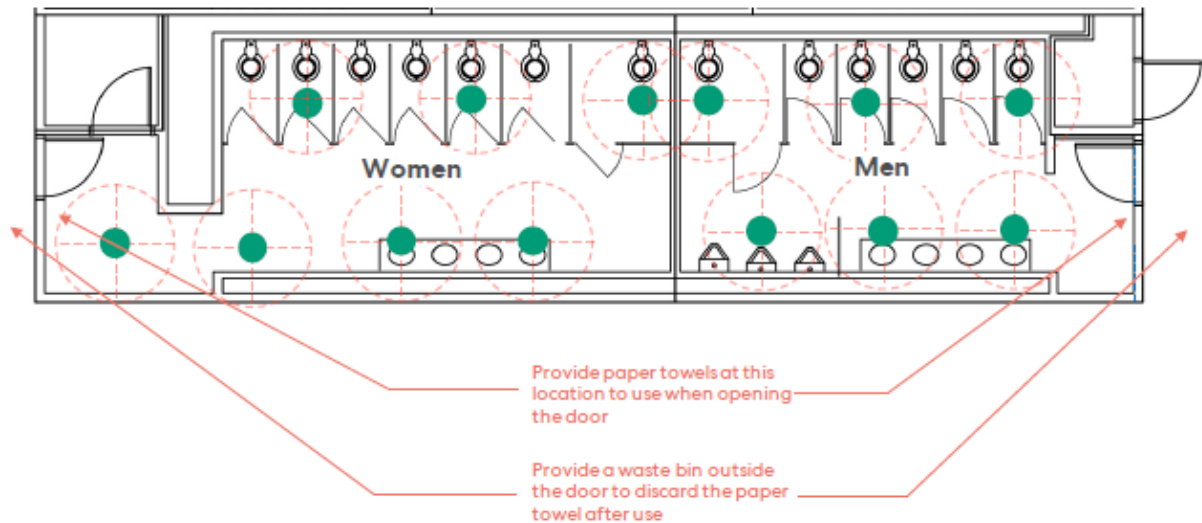 Women
Men
Provide paper towels at this
location to use when opening
the door
Provide a waste bin outside
the door to discard the paper
towel after use